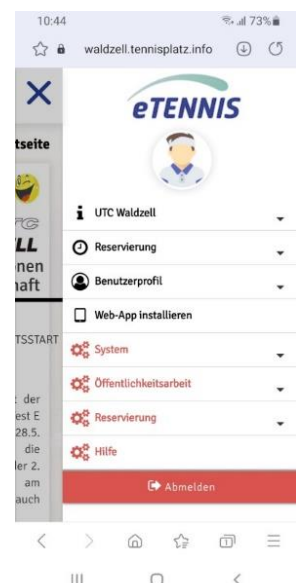 10:44
73%
waldzell.tennisplatz.info
eTENNIS
tseite
UTC Waldzell
Reservierung
LL
nen
Benutzerprofil
haft
Web-App installieren
TSSTART
System
Öffentlichkeitsarbeit
der
est E
Reservierung
28.5.
die
Hilfe
ler 2.
am
Abmelden
auch
1